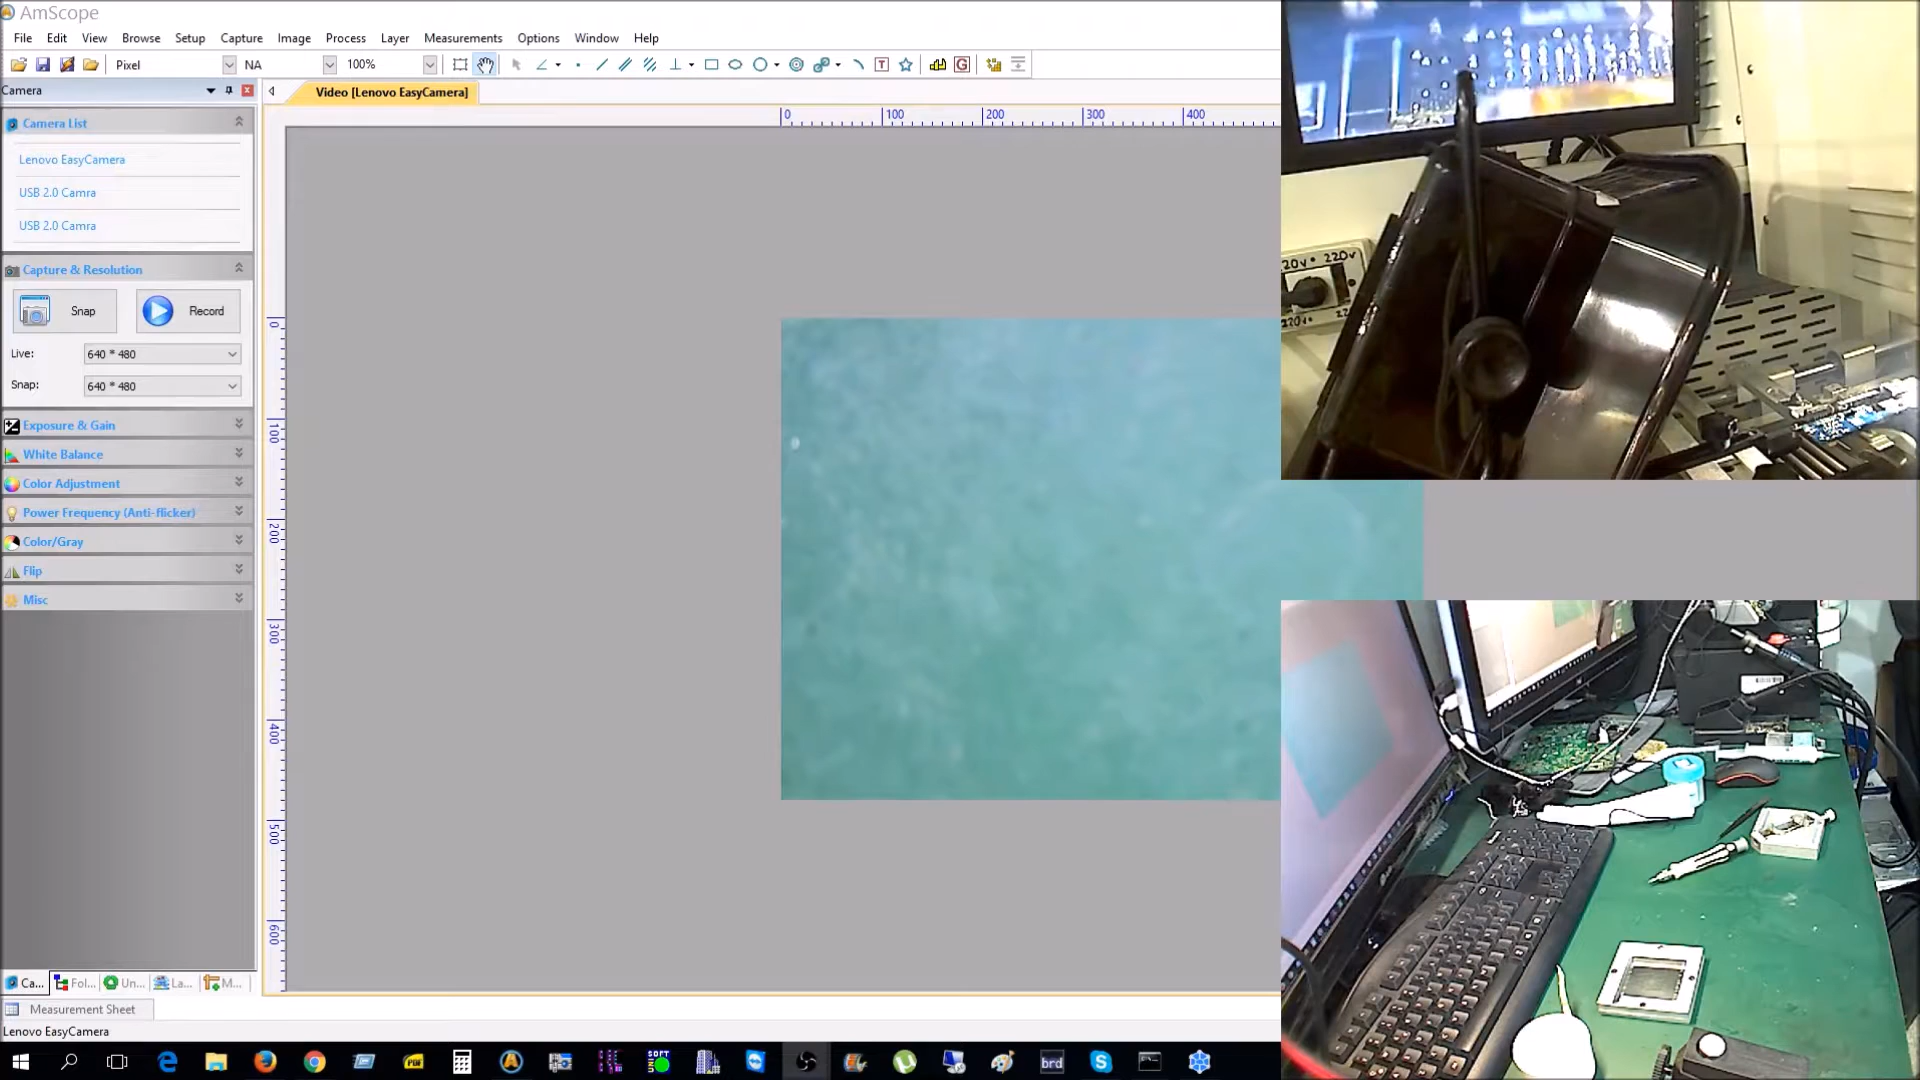 AmScope
File Edit View Browse Setup Capture Image Process Layer Measurements Options Window Help
Pixel NA 100%
Camera
Video [Lenovo EasyCamera]
0 100 200 300 400
Camera List
Lenovo EasyCamera
USB 2.0 Camra
USB 2.0 Camra
Capture & Resolution
Snap Record
Live: 640 * 480
Snap: 640 * 480
Exposure & Gain
White Balance
Color Adjustment
Power Frequency (Anti-flicker)
Color/Gray
Flip
Misc
0
100
200
300
400
500
600
Ca... Fol... Un... La... M...
Measurement Sheet
Lenovo EasyCamera
PDF
SOFT
brd
20v 220v
220v